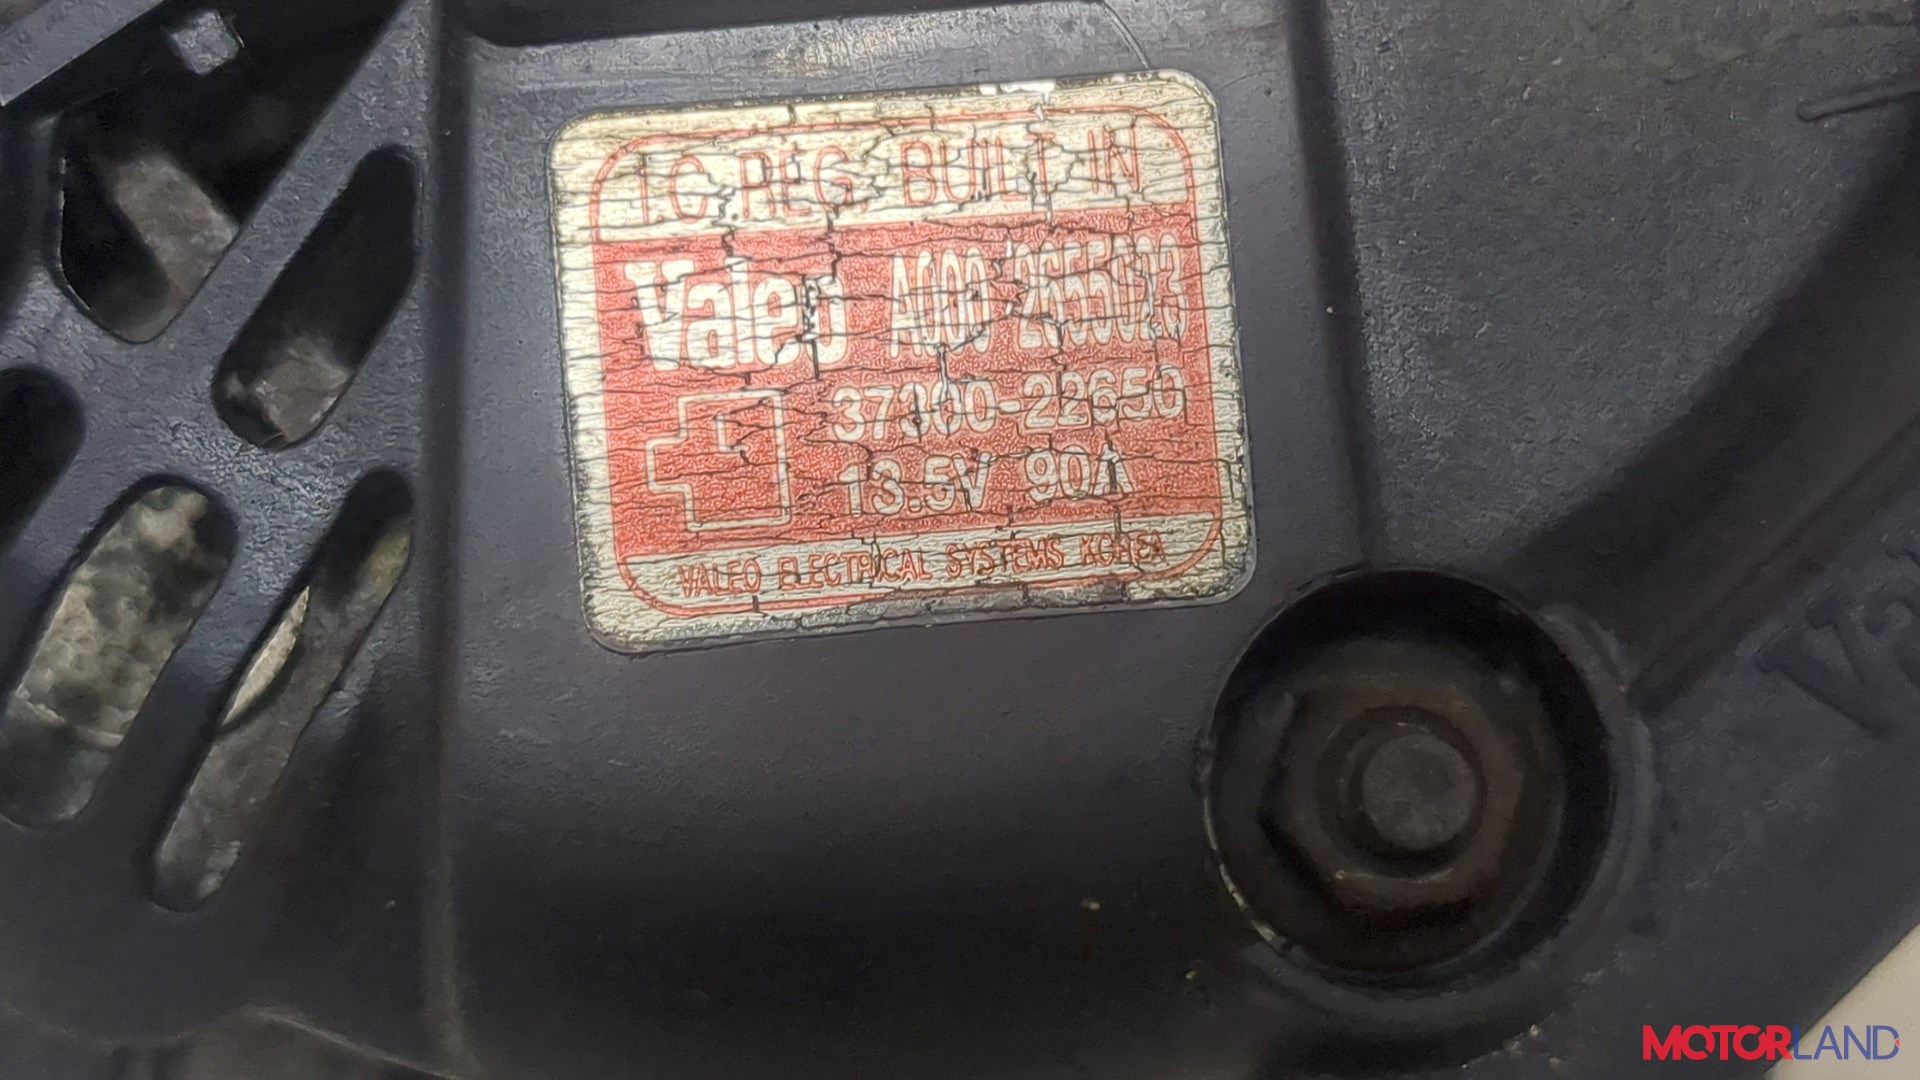 I.C REG. BUILT IN
Valeo A000 2655023
37300-22650
13.5V 90A
VALEO ELECTRICAL SYSTEMS KOREA
MOTORLAND